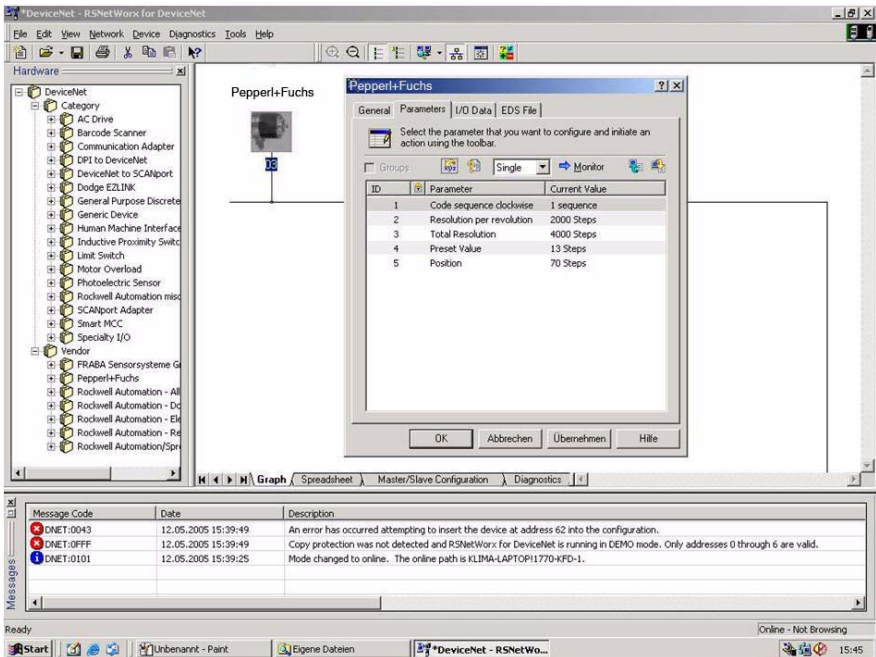 *DeviceNet - RSNetWorx for DeviceNet
File Edit View Network Device Diagnostics Tools Help
Hardware
DeviceNet
Category
AC Drive
Barcode Scanner
Communication Adapter
DPI to DeviceNet
DeviceNet to SCANport
Dodge EZLINK
General Purpose Discrete
Generic Device
Human Machine Interface
Inductive Proximity Switc
Limit Switch
Motor Overload
Photoelectric Sensor
Rockwell Automation misc
SCANport Adapter
Smart MCC
Specialty I/O
Vendor
FRABA Sensorsysteme G
Pepperl+Fuchs
Rockwell Automation - All
Rockwell Automation - Do
Rockwell Automation - Ele
Rockwell Automation - Re
Rockwell Automation/Spr
Pepperl+Fuchs
03
Pepperl+Fuchs
General Parameters I/O Data EDS File
Select the parameter that you want to configure and initiate an
action using the toolbar.
Groups Single Monitor
ID Parameter Current Value
1 Code sequence clockwise 1 sequence
2 Resolution per revolution 2000 Steps
3 Total Resolution 4000 Steps
4 Preset Value 13 Steps
5 Position 70 Steps
OK Abbrechen Übernehmen Hilfe
Graph Spreadsheet Master/Slave Configuration Diagnostics
Messages
Message Code Date Description
DNET:0043 12.05.2005 15:39:49 An error has occurred attempting to insert the device at address 62 into the configuration.
DNET:0FFF 12.05.2005 15:39:49 Copy protection was not detected and RSNetWorx for DeviceNet is running in DEMO mode. Only addresses 0 through 6 are valid.
DNET:0101 12.05.2005 15:39:25 Mode changed to online. The online path is KLIMA-LAPTOP!1770-KFD-1.
Ready Online - Not Browsing
Start Unbenannt - Paint Eigene Dateien *DeviceNet - RSNetWo... 15:45